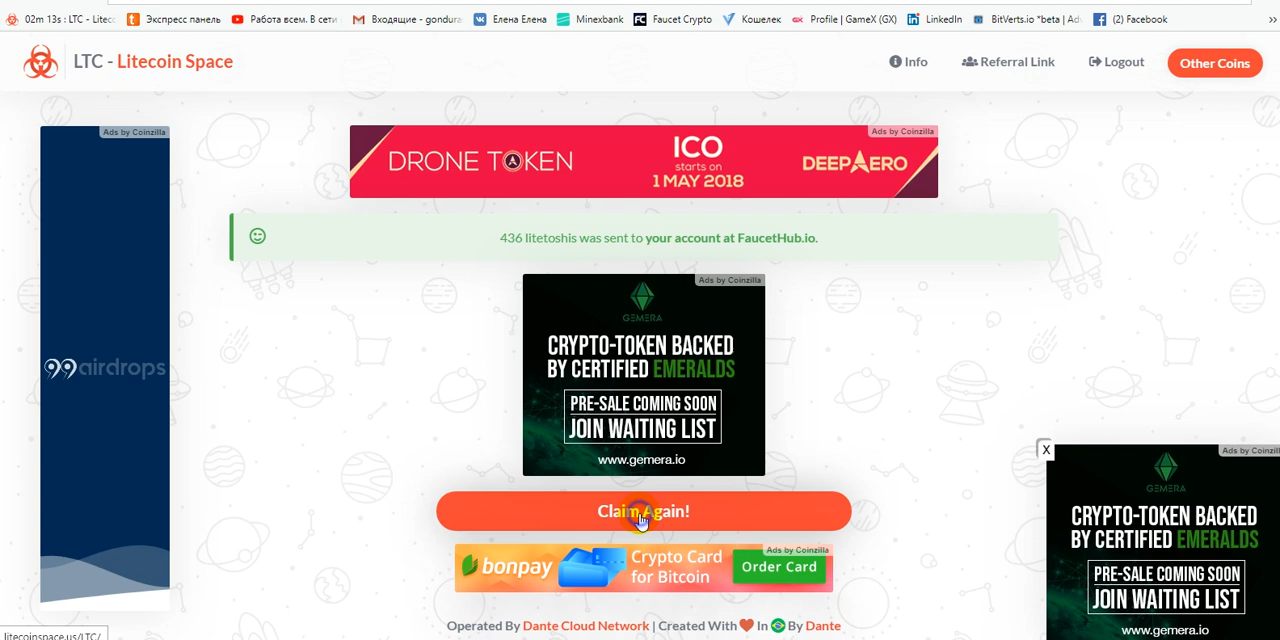 02m 13s : LTC - Litec
Экспресс панель
Работа всем. В сети
Входящие - gondura
Елена Елена
Minexbank
Faucet Crypto
Кошелек
Profile | GameX (GX)
LinkedIn
BitVerts.io *beta | Ad
(2) Facebook
»
LTC - Litecoin Space
Info
Referral Link
Logout
Other Coins
Ads by Coinzilla
99airdrops
Ads by Coinzilla
DRONE TOKEN
ICO
starts on
1 MAY 2018
DEEPAERO
436 litetoshis was sent to your account at FaucetHub.io.
Ads by Coinzilla
GEMERA
CRYPTO-TOKEN BACKED
BY CERTIFIED EMERALDS
PRE-SALE COMING SOON
JOIN WAITING LIST
www.gemera.io
Claim Again!
Ads by Coinzilla
bonpay
Crypto Card
for Bitcoin
Order Card
X
Ads by Coinzill
GEMERA
CRYPTO-TOKEN BACKED
BY CERTIFIED EMERALDS
PRE-SALE COMING SOON
JOIN WAITING LIST
www.gemera.io
Operated By Dante Cloud Network | Created With In By Dante
litecoinspace.us/LTC/